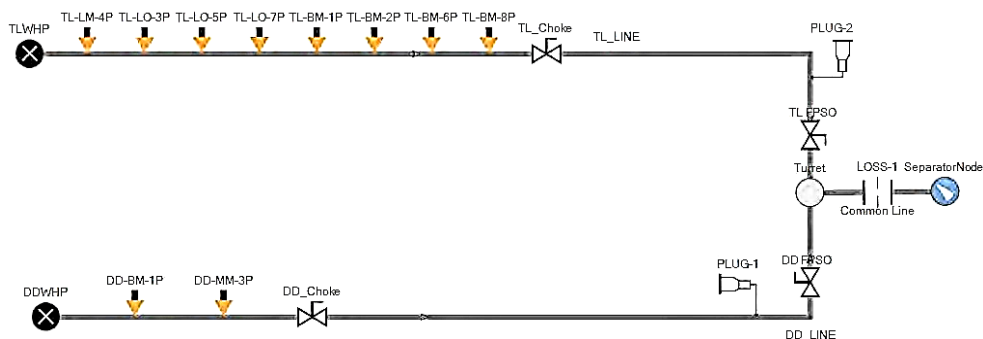 TLWHP
TL-LM-4P
TL-LO-3P
TL-LO-5P
TL-LO-7P
TL-BM-1P
TL-BM-2P
TL-BM-6P
TL-BM-8P
TL_Choke
TL_LINE
PLUG-2
TL FPSO
Turret
LOSS-1
SeparatorNode
Common Line
DDWHP
DD-BM-1P
DD-MM-3P
DD_Choke
PLUG-1
DD FPSO
DD_LINE